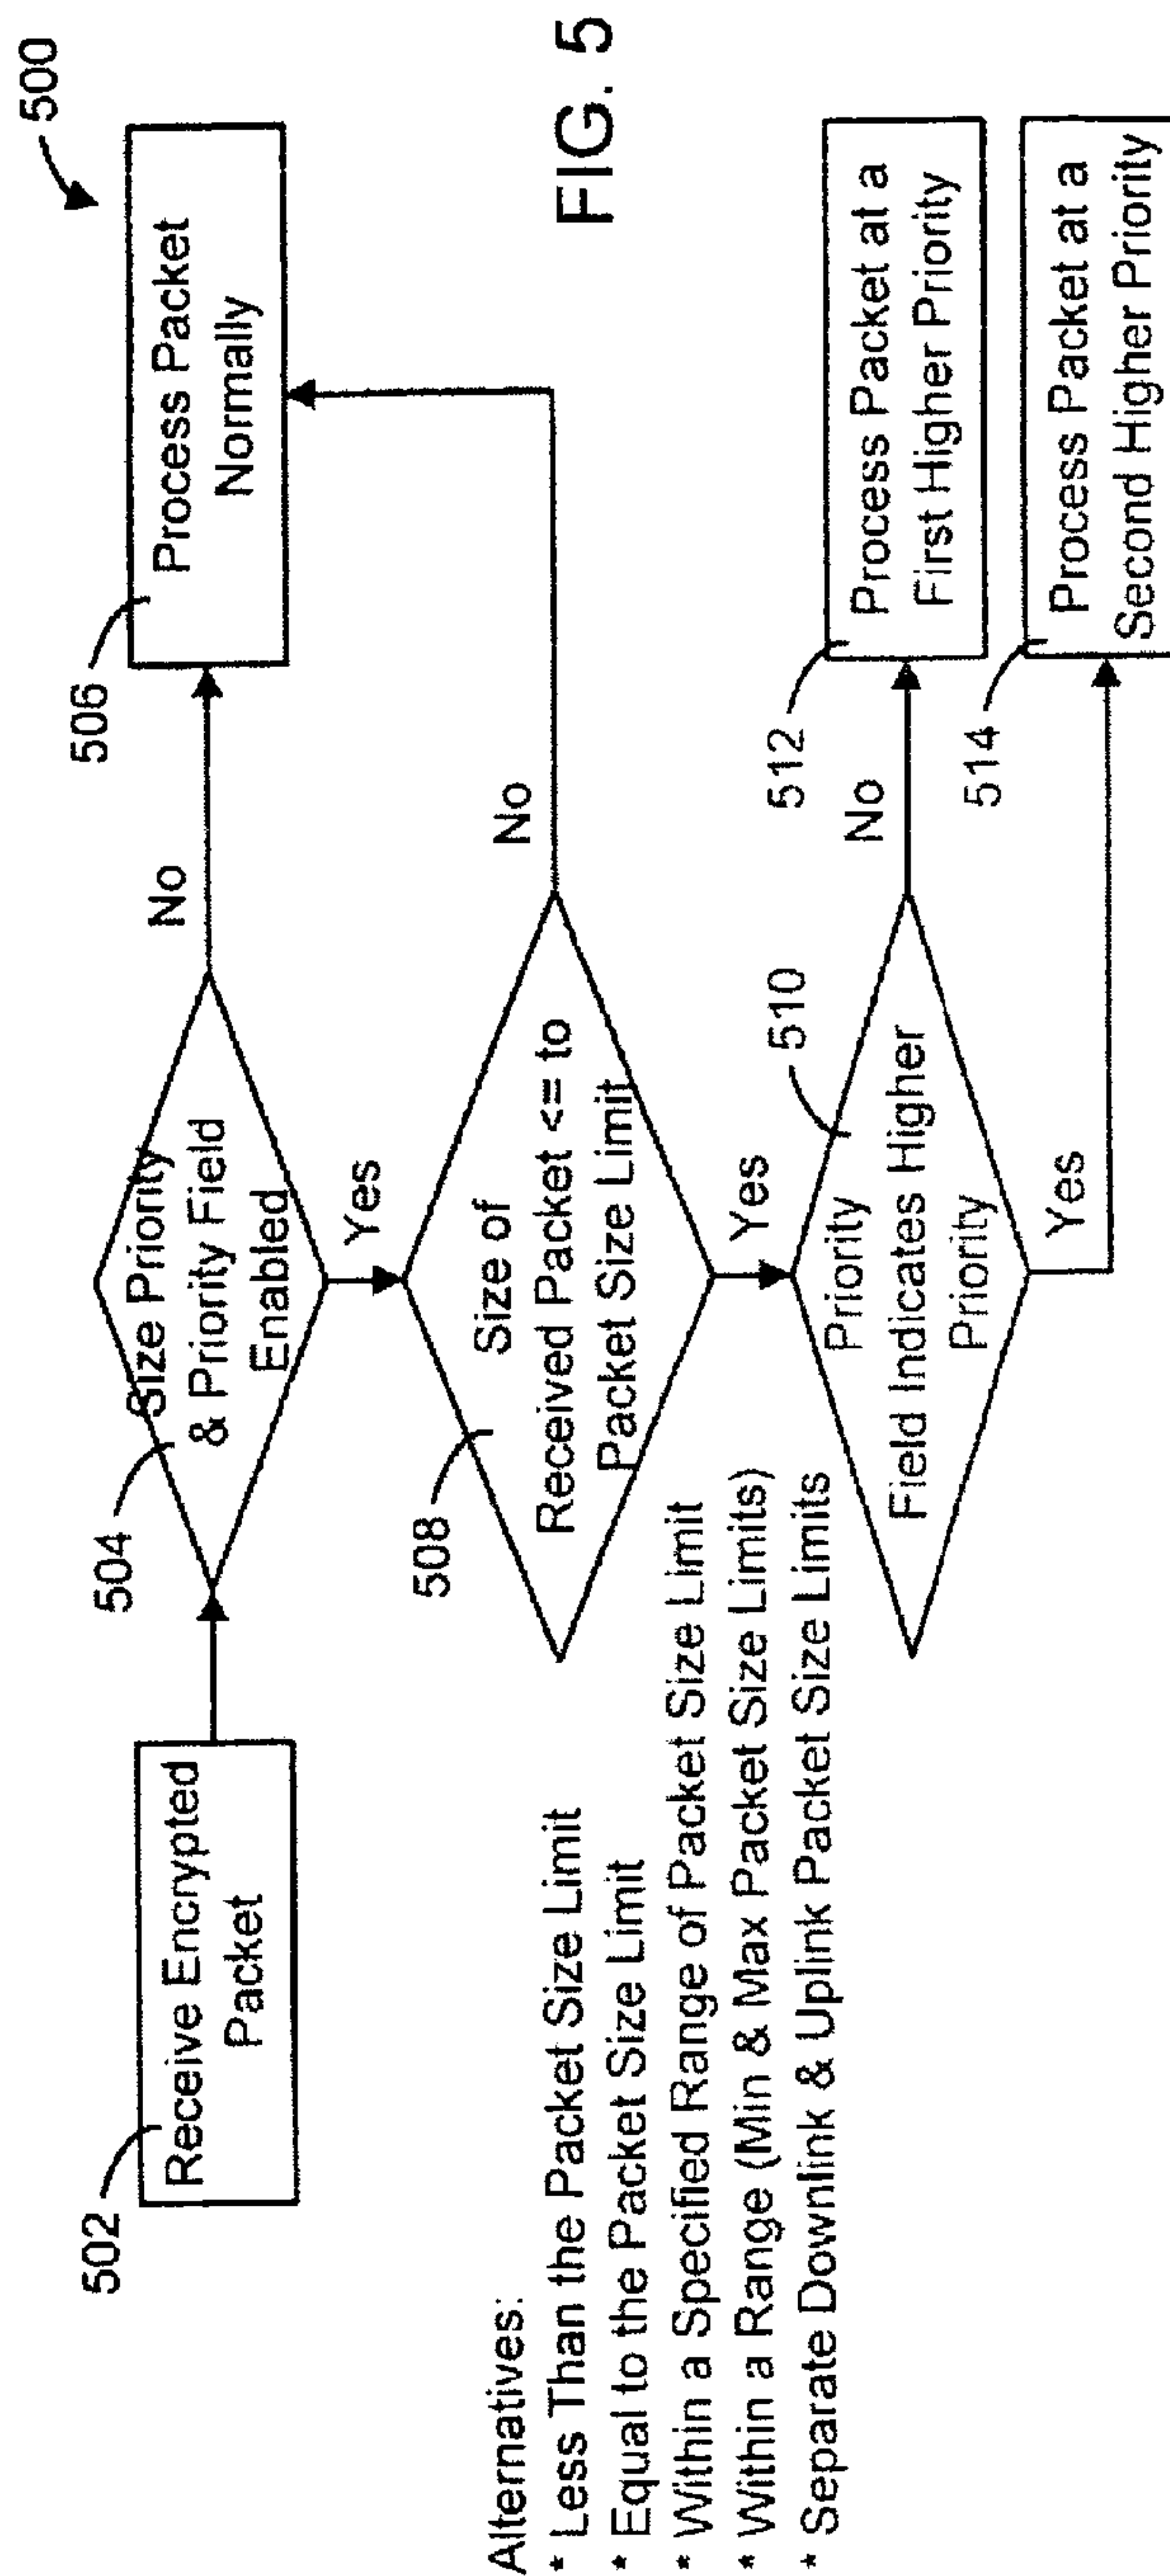 500
502
Receive Encrypted
Packet
504
Size Priority
& Priority Field
Enabled
No
506
Process Packet
Normally
Yes
508
Size of
Received Packet <= to
Packet Size Limit
No
FIG. 5
Yes
510
Priority
Field Indicates Higher
Priority
No
512
Process Packet at a
First Higher Priority
Yes
514
Process Packet at a
Second Higher Priority
Alternatives:
* Less Than the Packet Size Limit
* Equal to the Packet Size Limit
* Within a Specified Range of Packet Size Limit
* Within a Range (Min & Max Packet Size Limits)
* Separate Downlink & Uplink Packet Size Limits